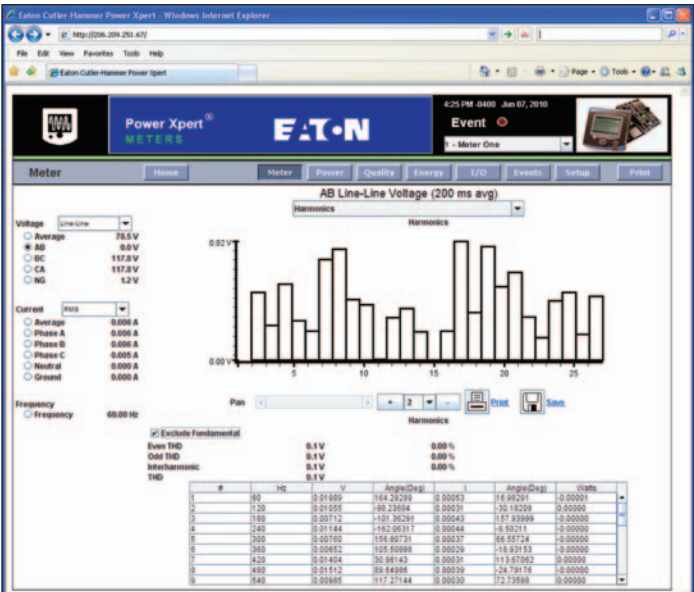 Eaton Cutler-Hammer Power Xpert - Windows Internet Explorer
http://206.209.251.67/
File Edit View Favorites Tools Help
Eaton Cutler-Hammer Power Xpert
Page Tools
Power Xpert®
METERS
EATON
4:25 PM -0400 Jun 07, 2010
Event
1 - Meter One
Meter Home Meter Power Quality Energy I/O Events Setup Print
AB Line-Line Voltage (200 ms avg)
Harmonics
Harmonics
Voltage Line-Line
Average 78.5 V
AB 0.0 V
BC 117.8 V
CA 117.8 V
NG 1.2 V
Current RMS
Average 0.006 A
Phase A 0.006 A
Phase B 0.006 A
Phase C 0.005 A
Neutral 0.000 A
Ground 0.000 A
Frequency
Frequency 60.00 Hz
0.02 V
0.00 V
5 10 15 20 25
Pan + 2 - Print Save
Harmonics
Exclude Fundamental
Even THD 0.1 V 0.00 %
Odd THD 0.1 V 0.00 %
Interharmonic 0.1 V 0.00 %
THD 0.1 V
# Hz V Angle(Deg) I Angle(Deg) Watts
1 60 0.01989 164.29289 0.00053 16.98291 -0.00001
2 120 0.01055 -98.23684 0.00031 -30.18209 0.00000
3 180 0.00712 -101.36291 0.00043 157.93999 -0.00000
4 240 0.01144 -162.06317 0.00044 -9.50211 -0.00000
5 300 0.00760 156.80731 0.00037 66.55724 -0.00000
6 360 0.00652 105.50898 0.00029 -18.93153 -0.00000
7 420 0.01404 30.96143 0.00031 113.67062 0.00000
8 480 0.01512 89.64986 0.00039 -24.79176 -0.00000
9 540 0.00985 117.27144 0.00030 72.73598 0.00000